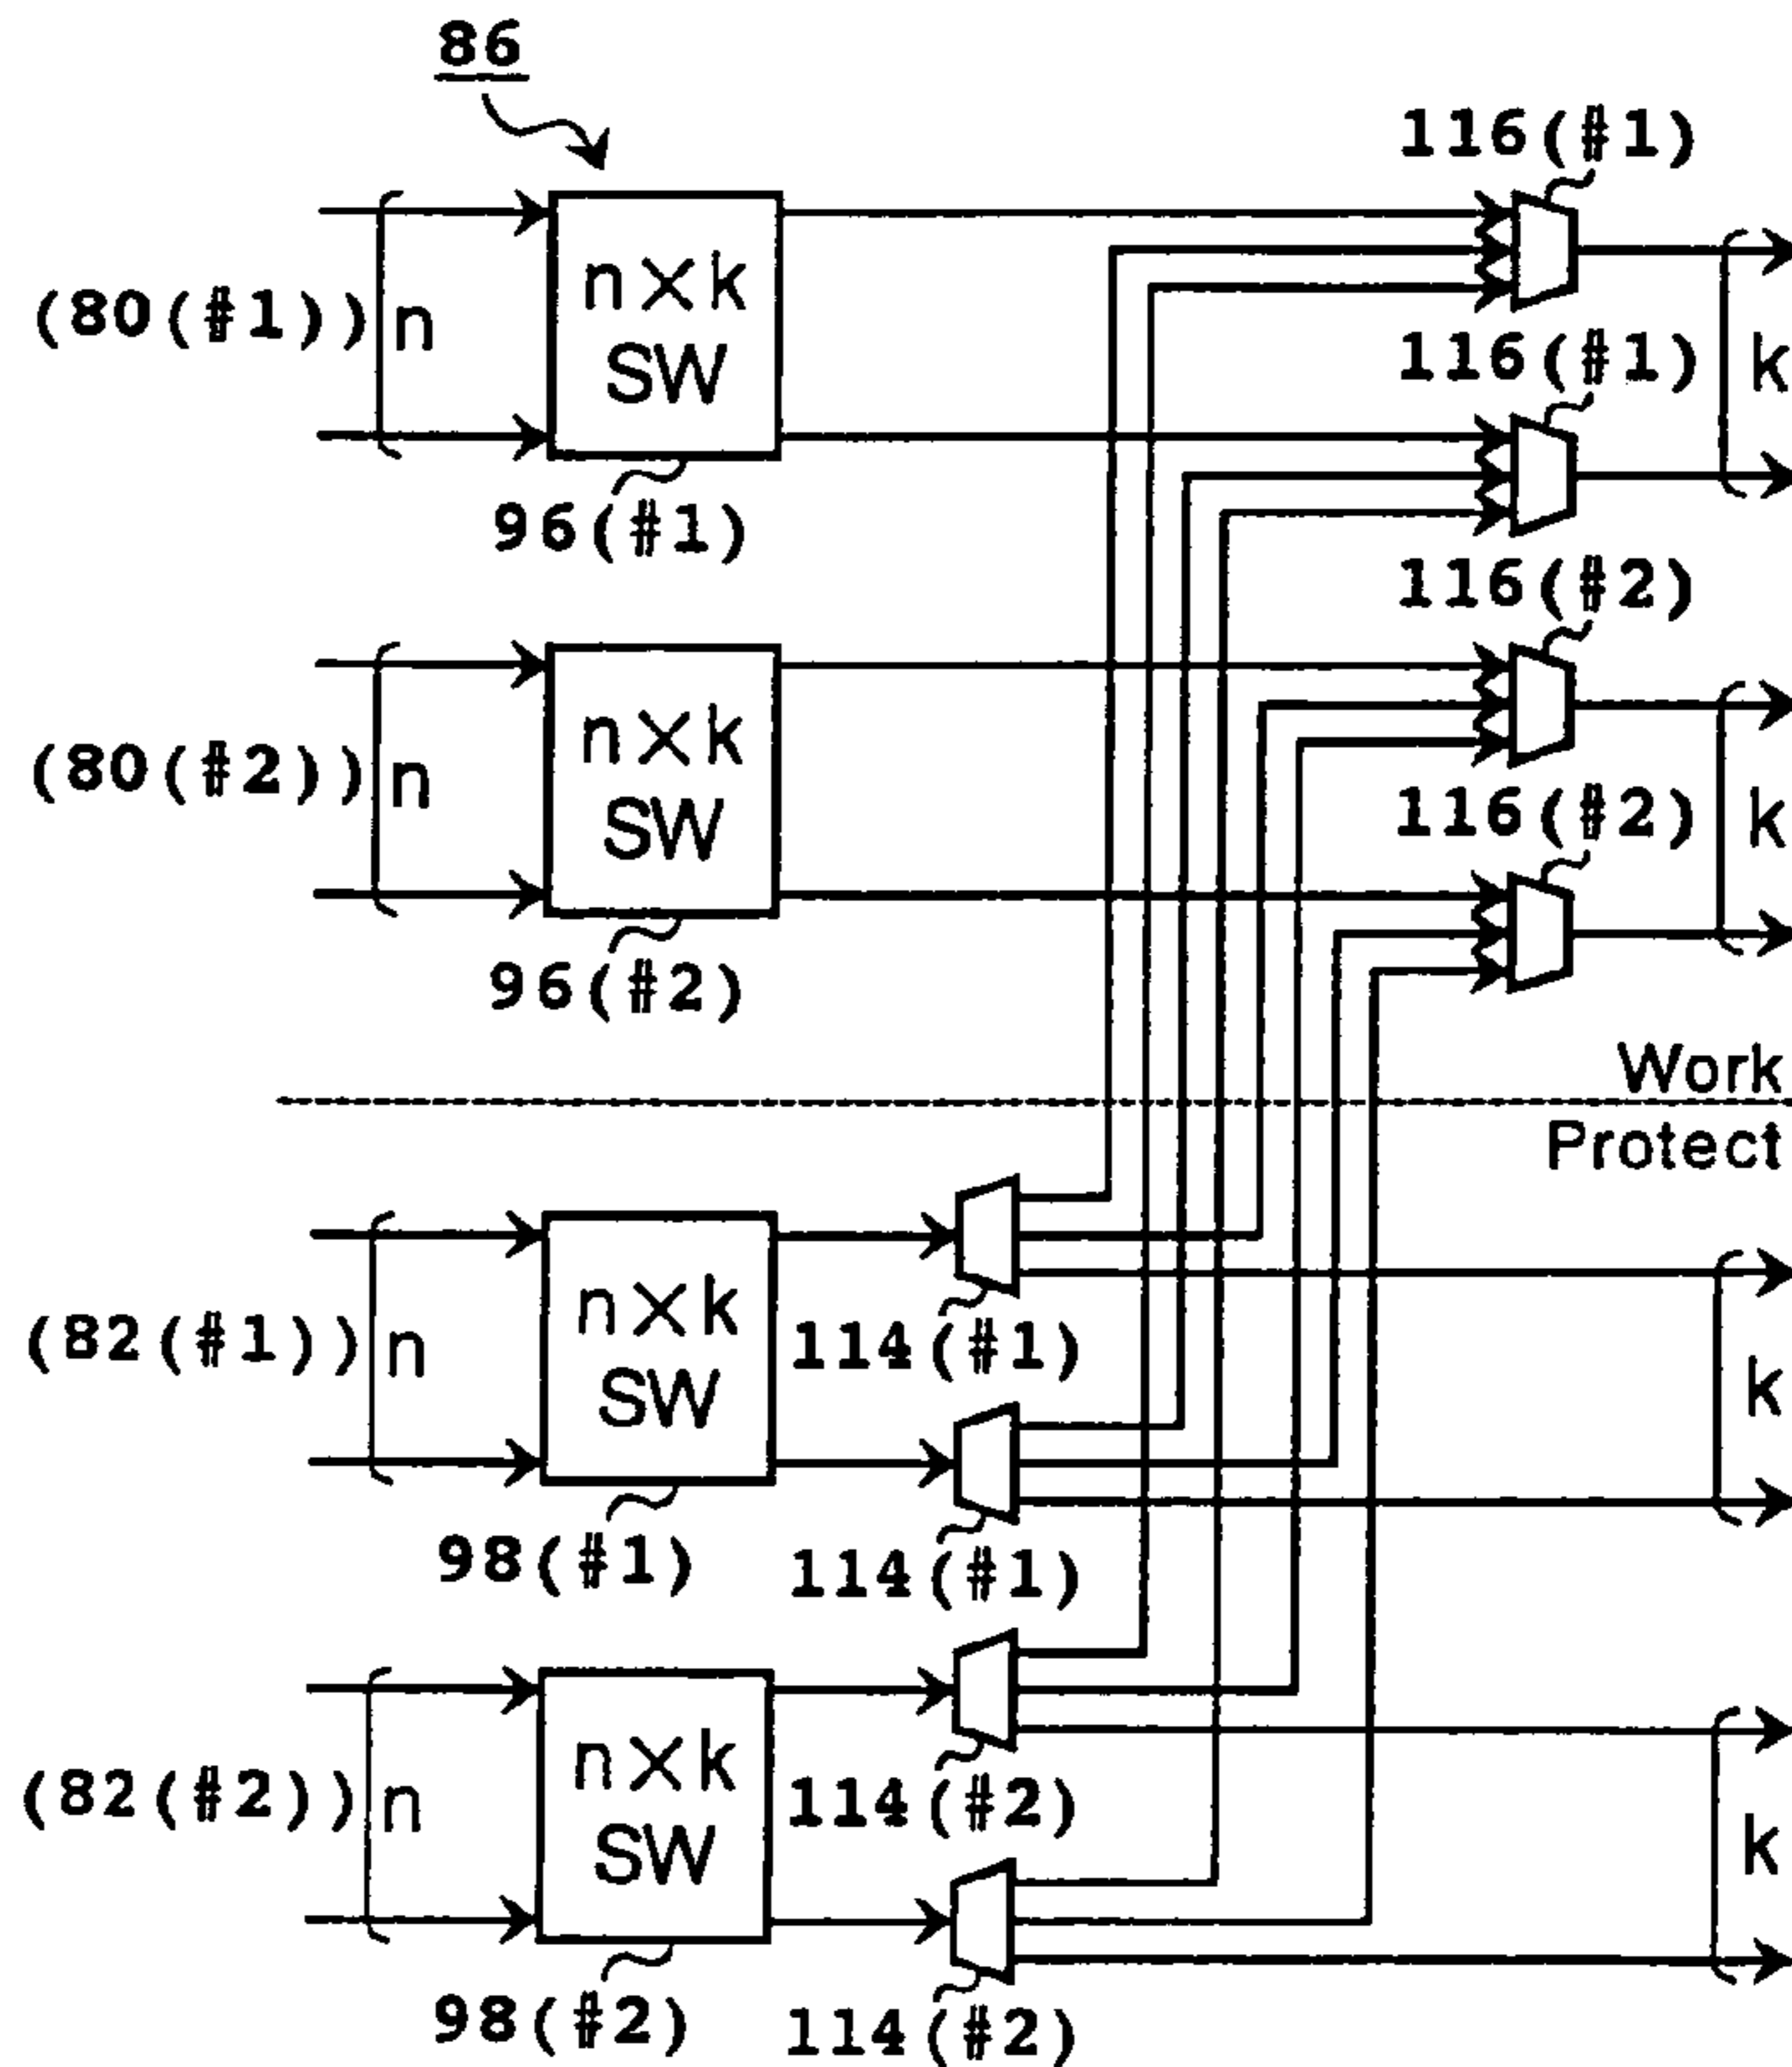 86
116(#1)
(80(#1))
n
n×k
SW
k
116(#1)
96(#1)
116(#2)
(80(#2))
n
n×k
SW
k
116(#2)
96(#2)
Work
Protect
(82(#1))
n
n×k
SW
114(#1)
k
98(#1)
114(#1)
(82(#2))
n
n×k
SW
114(#2)
k
98(#2)
114(#2)